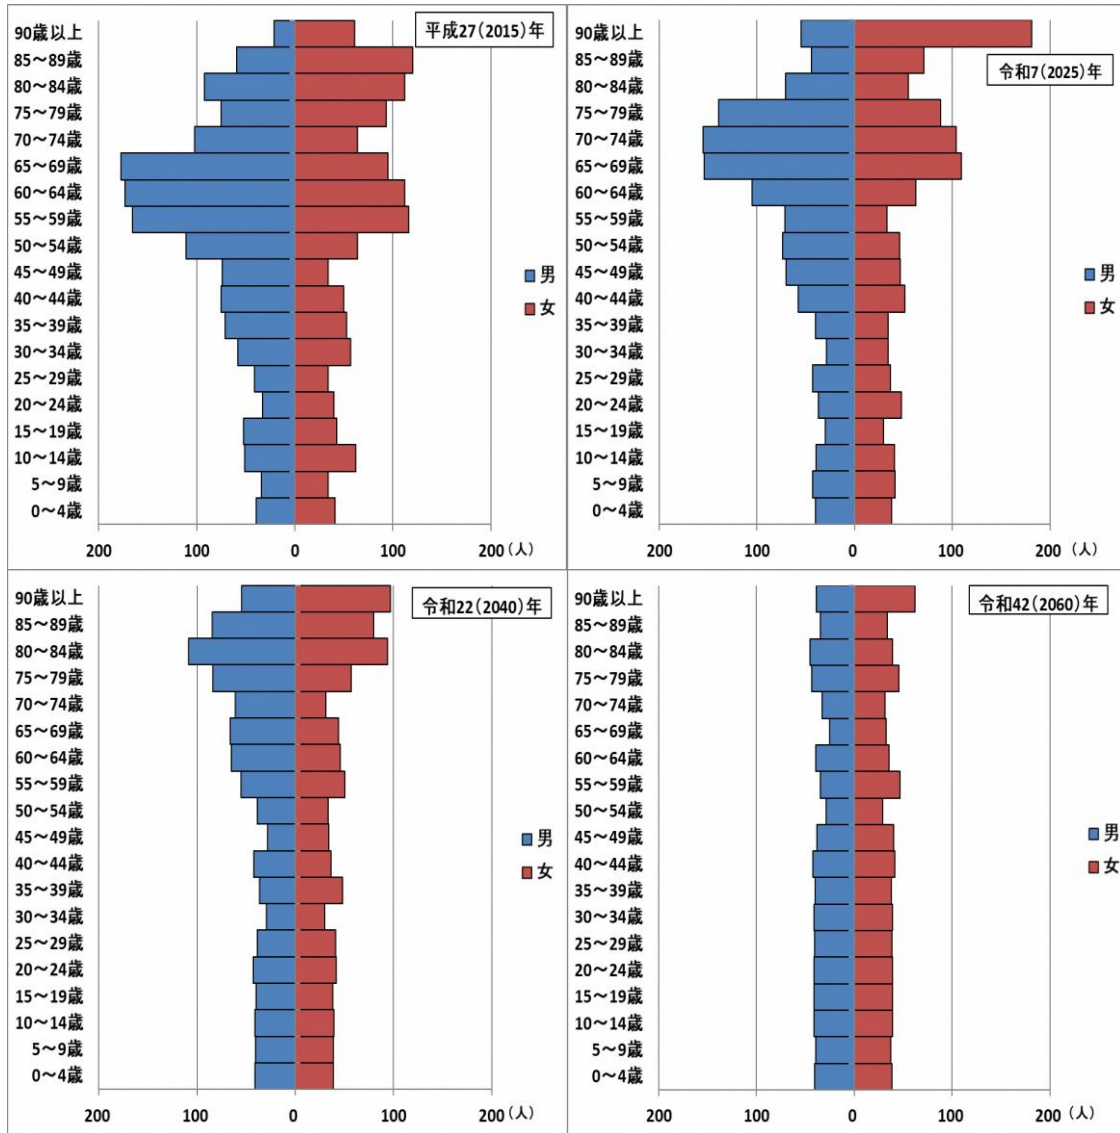 平成27(2015)年
90歳以上
85～89歳
80～84歳
75～79歳
70～74歳
65～69歳
60～64歳
55～59歳
50～54歳
45～49歳
40～44歳
35～39歳
30～34歳
25～29歳
20～24歳
15～19歳
10～14歳
5～9歳
0～4歳
男
女
200 100 0 100 200 (人)
令和7(2025)年
90歳以上
85～89歳
80～84歳
75～79歳
70～74歳
65～69歳
60～64歳
55～59歳
50～54歳
45～49歳
40～44歳
35～39歳
30～34歳
25～29歳
20～24歳
15～19歳
10～14歳
5～9歳
0～4歳
男
女
200 100 0 100 200 (人)
令和22(2040)年
90歳以上
85～89歳
80～84歳
75～79歳
70～74歳
65～69歳
60～64歳
55～59歳
50～54歳
45～49歳
40～44歳
35～39歳
30～34歳
25～29歳
20～24歳
15～19歳
10～14歳
5～9歳
0～4歳
男
女
200 100 0 100 200 (人)
令和42(2060)年
90歳以上
85～89歳
80～84歳
75～79歳
70～74歳
65～69歳
60～64歳
55～59歳
50～54歳
45～49歳
40～44歳
35～39歳
30～34歳
25～29歳
20～24歳
15～19歳
10～14歳
5～9歳
0～4歳
男
女
200 100 0 100 200 (人)